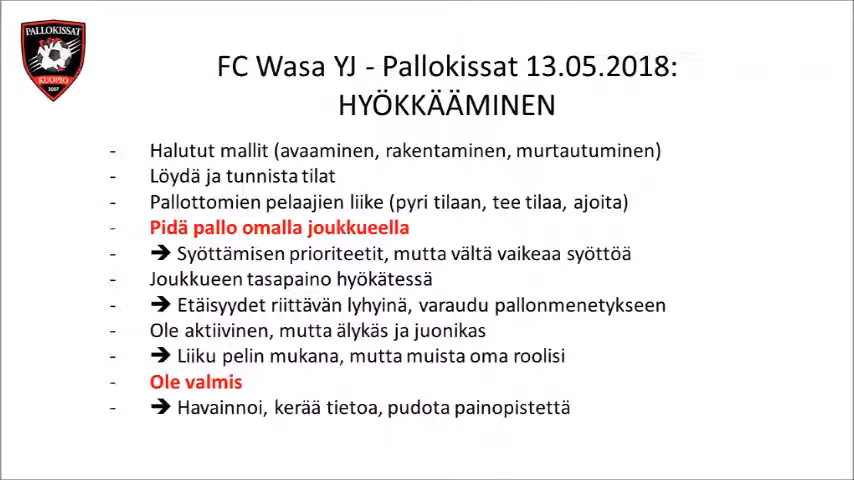 PALLOKISSAT
KUOPIO
2007
FC Wasa YJ - Pallokissat 13.05.2018:
HYÖKKÄÄMINEN
- Halutut mallit (avaaminen, rakentaminen, murtautuminen)
- Löydä ja tunnista tilat
- Pallottomien pelaajien liike (pyri tilaan, tee tilaa, ajoita)
- Pidä pallo omalla joukkueella
- ➔ Syöttämisen prioriteetit, mutta vältä vaikeaa syöttöä
- Joukkueen tasapaino hyökätessä
- ➔ Etäisyydet riittävän lyhyinä, varaudu pallonmenetykseen
- Ole aktiivinen, mutta älykäs ja juonikas
- ➔ Liiku pelin mukana, mutta muista oma roolisi
- Ole valmis
- ➔ Havainnoi, kerää tietoa, pudota painopistettä